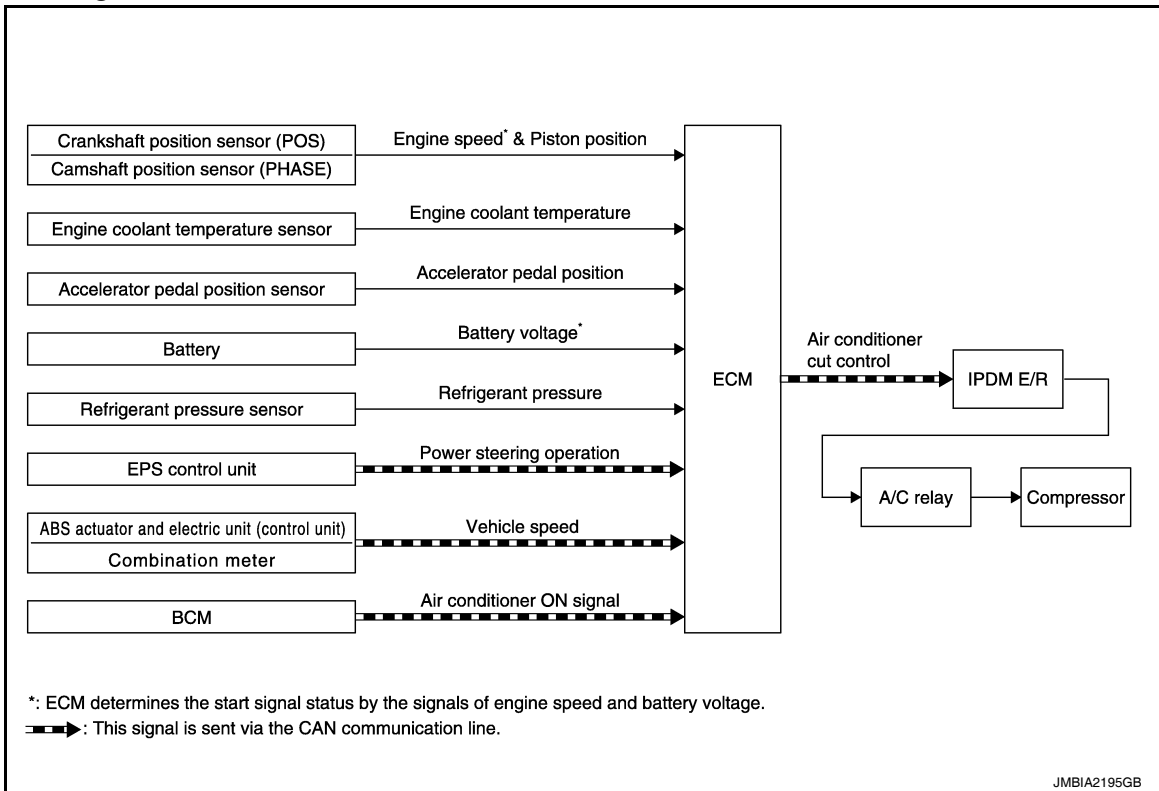 Crankshaft position sensor (POS)
Camshaft position sensor (PHASE)
Engine speed* & Piston position
Engine coolant temperature sensor
Engine coolant temperature
Accelerator pedal position sensor
Accelerator pedal position
Battery
Battery voltage*
Refrigerant pressure sensor
Refrigerant pressure
EPS control unit
Power steering operation
ABS actuator and electric unit (control unit)
Combination meter
Vehicle speed
BCM
Air conditioner ON signal
ECM
Air conditioner
cut control
IPDM E/R
A/C relay
Compressor
*: ECM determines the start signal status by the signals of engine speed and battery voltage.
: This signal is sent via the CAN communication line.
JMBIA2195GB